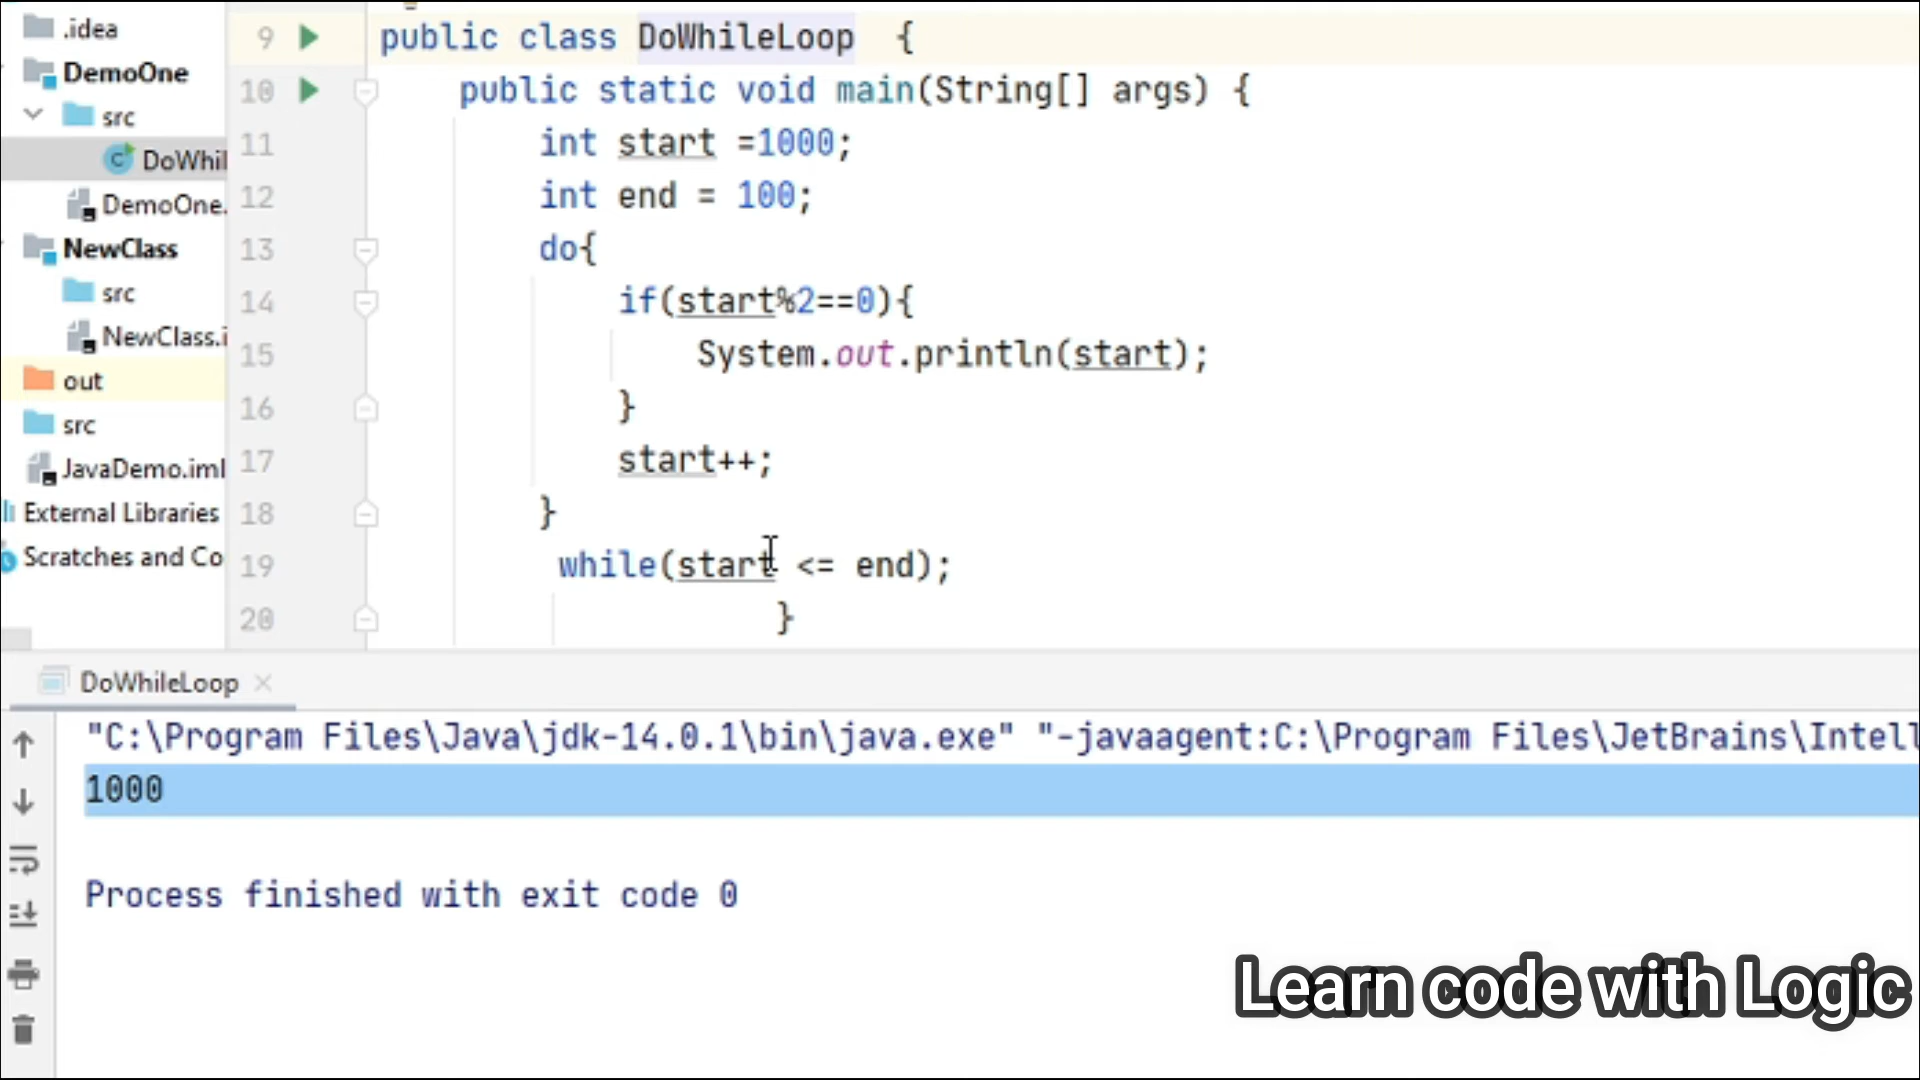 .idea
DemoOne
src
DoWhil
DemoOne.
NewClass
src
NewClass.i
out
src
JavaDemo.iml
External Libraries
Scratches and Co
9 public class DoWhileLoop {
10 public static void main(String[] args) {
11 int start =1000;
12 int end = 100;
13 do{
14 if(start%2==0){
15 System.out.println(start);
16 }
17 start++;
18 }
19 while(start <= end);
20 }
DoWhileLoop
"C:\Program Files\Java\jdk-14.0.1\bin\java.exe" "-javaagent:C:\Program Files\JetBrains\Intell
1000
Process finished with exit code 0
Learn code with Logic